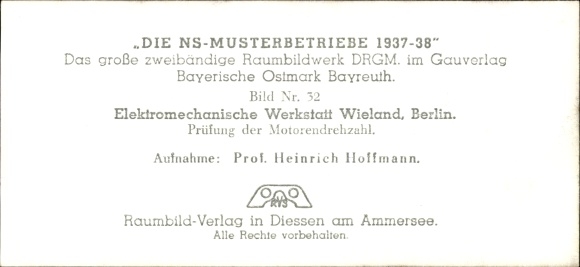 „DIE NS-MUSTERBETRIEBE 1937-38“
Das große zweibändige Raumbildwerk DRGM. im Gauverlag
Bayerische Ostmark Bayreuth.
Bild Nr. 32
Elektromechanische Werkstatt Wieland, Berlin.
Prüfung der Motorendrehzahl.
Aufnahme: Prof. Heinrich Hoffmann.
Raumbild-Verlag in Diessen am Ammersee.
Alle Rechte vorbehalten.